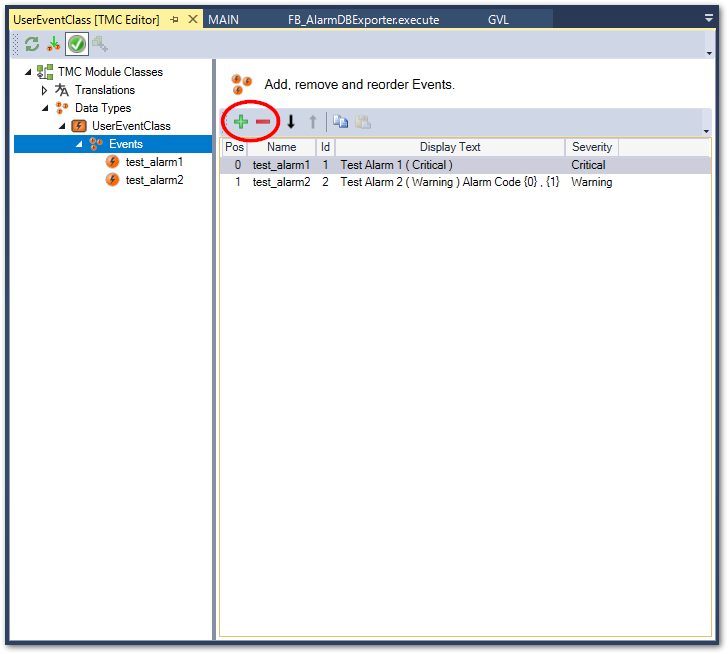 UserEventClass [TMC Editor] MAIN FB_AlarmDBExporter.execute GVL
TMC Module Classes
Translations
Data Types
UserEventClass
Events
test_alarm1
test_alarm2
Add, remove and reorder Events.
Pos Name Id Display Text Severity
0 test_alarm1 1 Test Alarm 1 ( Critical ) Critical
1 test_alarm2 2 Test Alarm 2 ( Warning ) Alarm Code {0} , {1} Warning